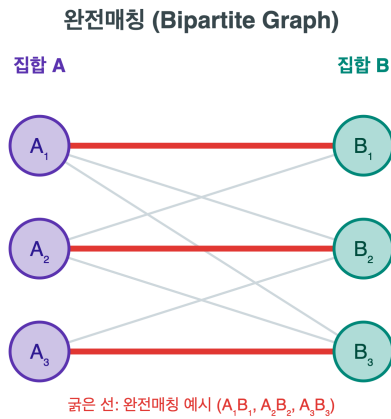 완전매칭 (Bipartite Graph)
집합 A 집합 B
A₁ B₁
A₂ B₂
A₃ B₃
굵은 선: 완전매칭 예시 (A₁B₁, A₂B₂, A₃B₃)